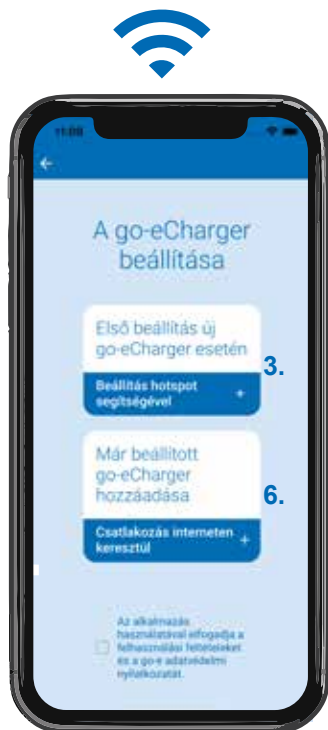 11:08
A go-eCharger
beállítása
Első beállítás új
go-eCharger esetén
3.
Beállítás hotspot
segítségével +
Már beállított
go-eCharger
hozzáadása
6.
Csatlakozás interneten
keresztül +
Az alkalmazás
használatával elfogadja a
felhasználási feltételeket
és a go-e adatvédelmi
nyilatkozatát.